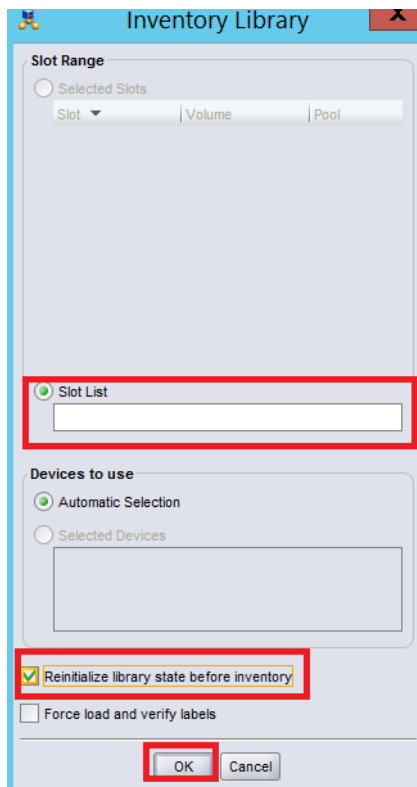 Inventory Library
X
Slot Range
Selected Slots
Slot Volume Pool
Slot List
Devices to use
Automatic Selection
Selected Devices
Reinitialize library state before inventory
Force load and verify labels
OK Cancel